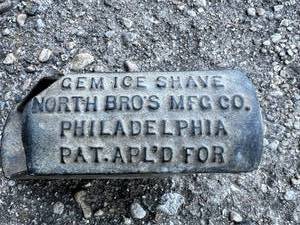 GEM ICE SHAVE
NORTH BRO'S MFG CO.
PHILADELPHIA
PAT. APL'D FOR